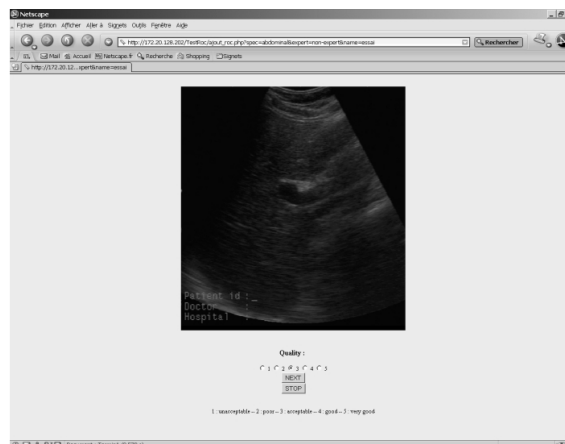 Netscape
Fichier Edition Afficher Aller à Signets Outils Fenêtre Aide
http://172.20.128.202/TestRoc/ajout_roc.php?spec=abdominal&expert=non-expert&name=essai
Rechercher
Mail Accueil Netscape.fr Recherche Shopping Signets
http://172.20.12...xpert&name=essai
Patient id :_
Doctor :
Hospital :
Quality :
1 2 3 4 5
NEXT
STOP
1 : unacceptable – 2 : poor – 3 : acceptable – 4 : good – 5 : very good